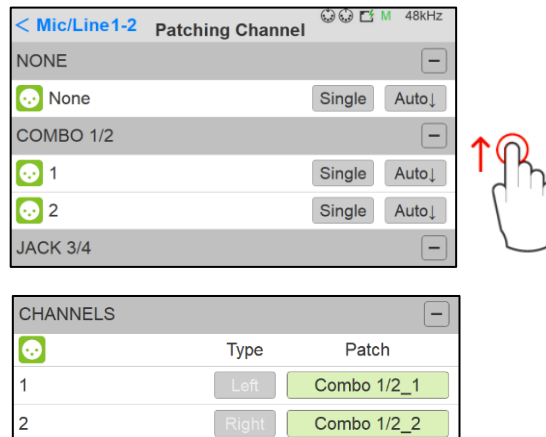 < Mic/Line1-2 Patching Channel M 48kHz
NONE −
None Single Auto↓
COMBO 1/2 −
1 Single Auto↓
2 Single Auto↓
JACK 3/4 −
CHANNELS −
Type Patch
1 Left Combo 1/2_1
2 Right Combo 1/2_2